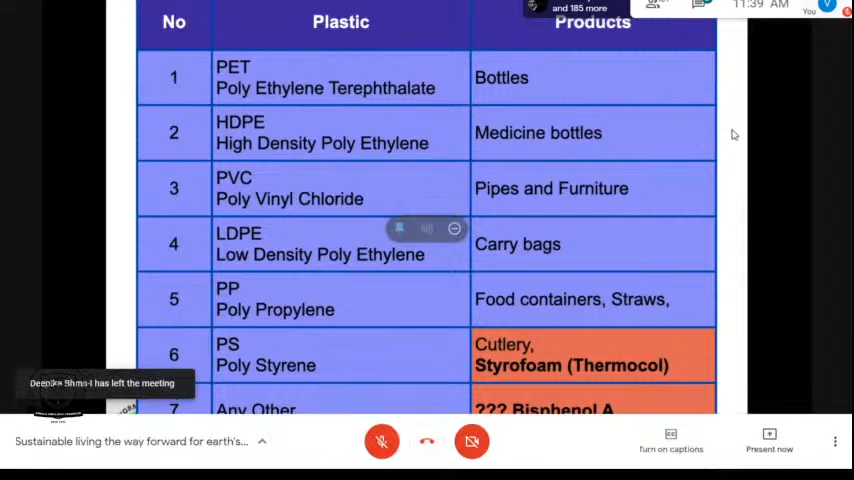 and 185 more
11:39 AM
You
No Plastic Products
1 PET
Poly Ethylene Terephthalate Bottles
2 HDPE
High Density Poly Ethylene Medicine bottles
3 PVC
Poly Vinyl Chloride Pipes and Furniture
4 LDPE
Low Density Poly Ethylene Carry bags
5 PP
Poly Propylene Food containers, Straws,
6 PS Cutlery,
Poly Styrene Styrofoam (Thermocol)
7 Any Other ??? Bisphenol A
Deepika Bhms-I has left the meeting
Sustainable living the way forward for earth's...
Turn on captions
Present now